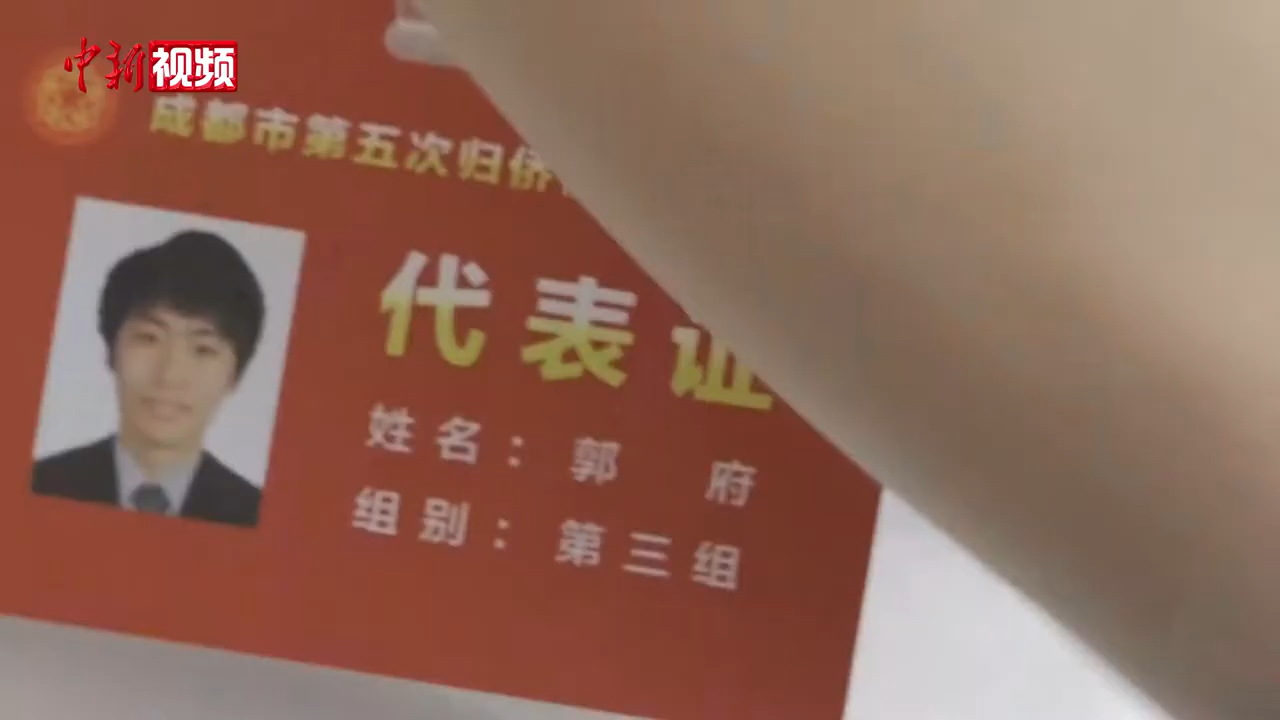 中新视频
成都市第五次归侨
代表证
姓名：郭 府
组别：第三组